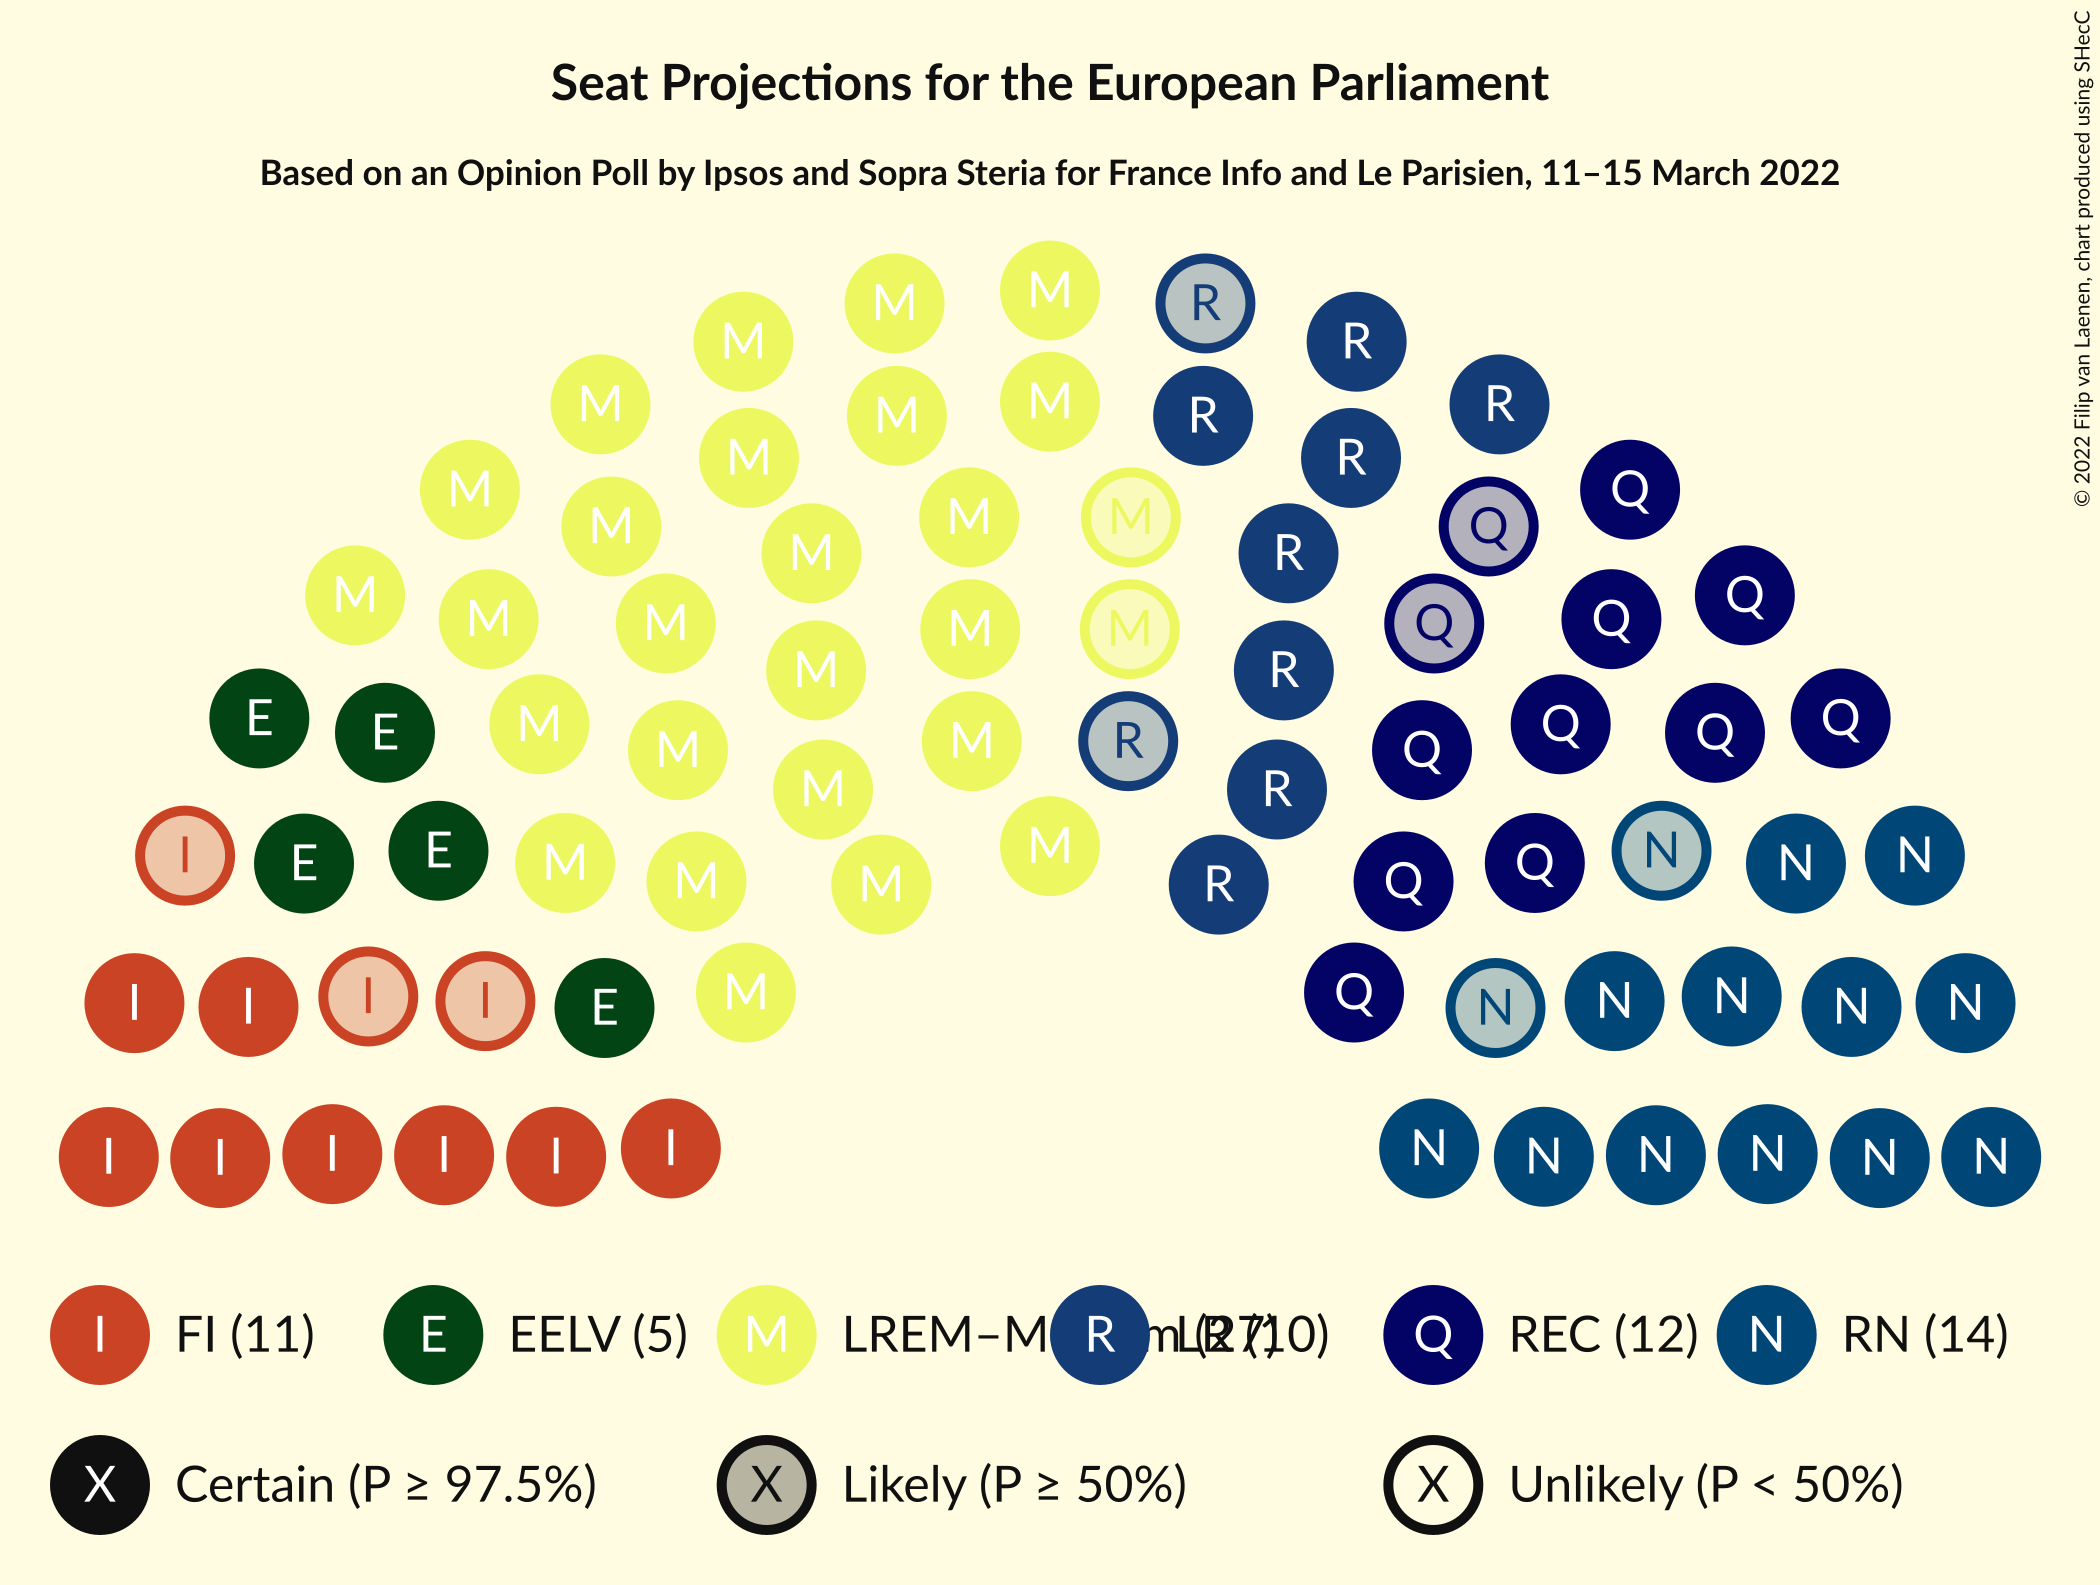 Seat Projections for the European Parliament
Based on an Opinion Poll by Ipsos and Sopra Steria for France Info and Le Parisien, 11–15 March 2022
© 2022 Filip van Laenen, chart produced using SHecC
M M R
M R
M M M R R
M R
M Q
M M M Q
M R
M Q
M M M M Q Q
M R
E E M Q Q Q
M M R Q
M R
I E E M M Q N N N
M M R Q
I I I I E M Q N N N N N
I I I I I I N N N N N N
I FI (11) E EELV (5) M LREM–M m (27) R LR (10) Q REC (12) N RN (14)
X Certain (P ≥ 97.5%) X Likely (P ≥ 50%) X Unlikely (P < 50%)